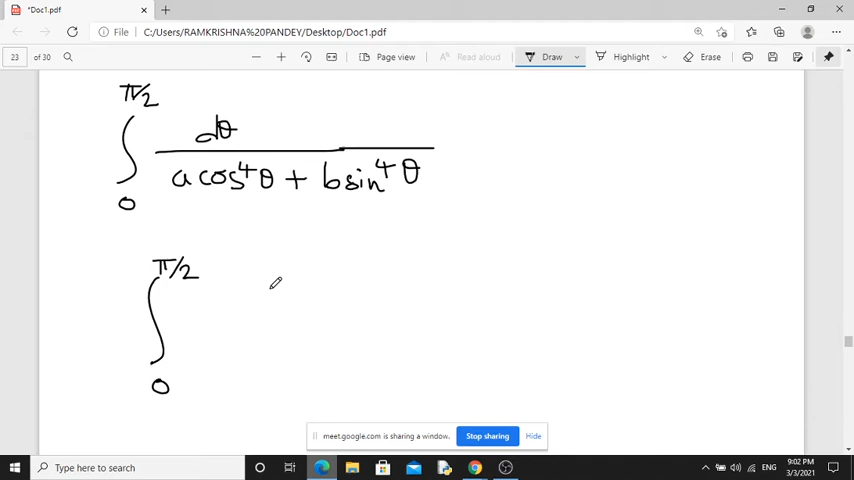 *Doc1.pdf
File C:/Users/RAMKRISHNA%20PANDEY/Desktop/Doc1.pdf
23 of 30 Page view Read aloud Draw Highlight Erase
π/2
dθ
a cos⁴θ + b sin⁴θ
0
π/2
0
meet.google.com is sharing a window. Stop sharing Hide
Type here to search
ENG
9:02 PM
3/3/2021